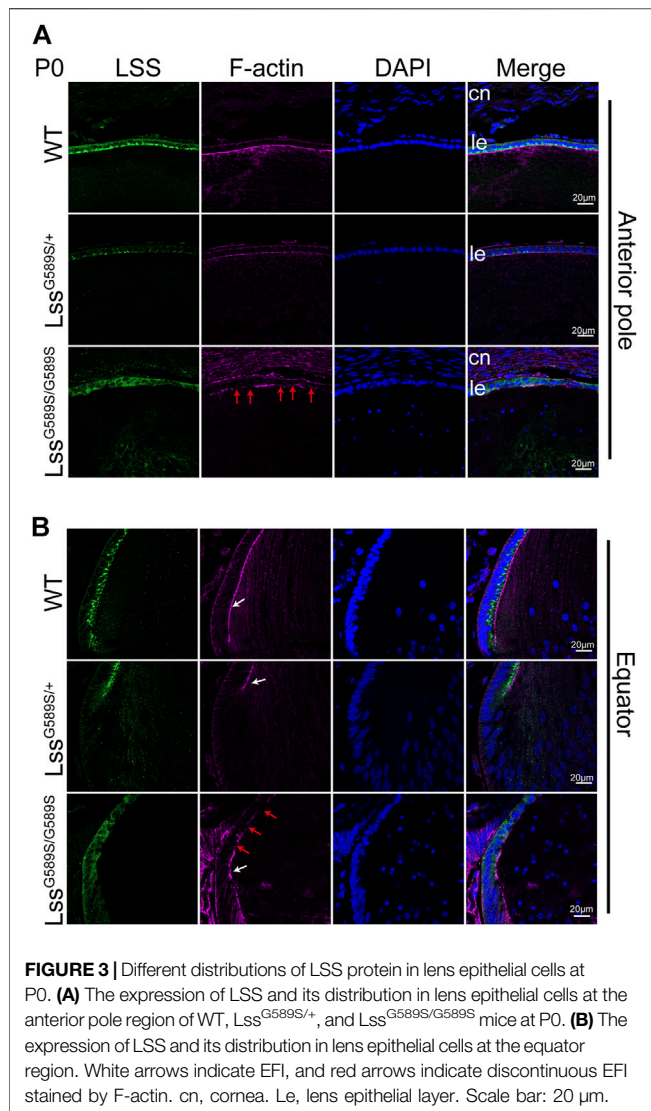 A
P0 LSS F-actin DAPI Merge
WT
cn
le
20μm
Lss^G589S/+
le
20μm
Lss^G589S/G589S
cn
le
20μm
Anterior pole
B
WT
20μm
Lss^G589S/+
20μm
Lss^G589S/G589S
20μm
Equator
FIGURE 3 | Different distributions of LSS protein in lens epithelial cells at
P0. (A) The expression of LSS and its distribution in lens epithelial cells at the
anterior pole region of WT, Lss^G589S/+, and Lss^G589S/G589S mice at P0. (B) The
expression of LSS and its distribution in lens epithelial cells at the equator
region. White arrows indicate EFI, and red arrows indicate discontinuous EFI
stained by F-actin. cn, cornea. Le, lens epithelial layer. Scale bar: 20 μm.